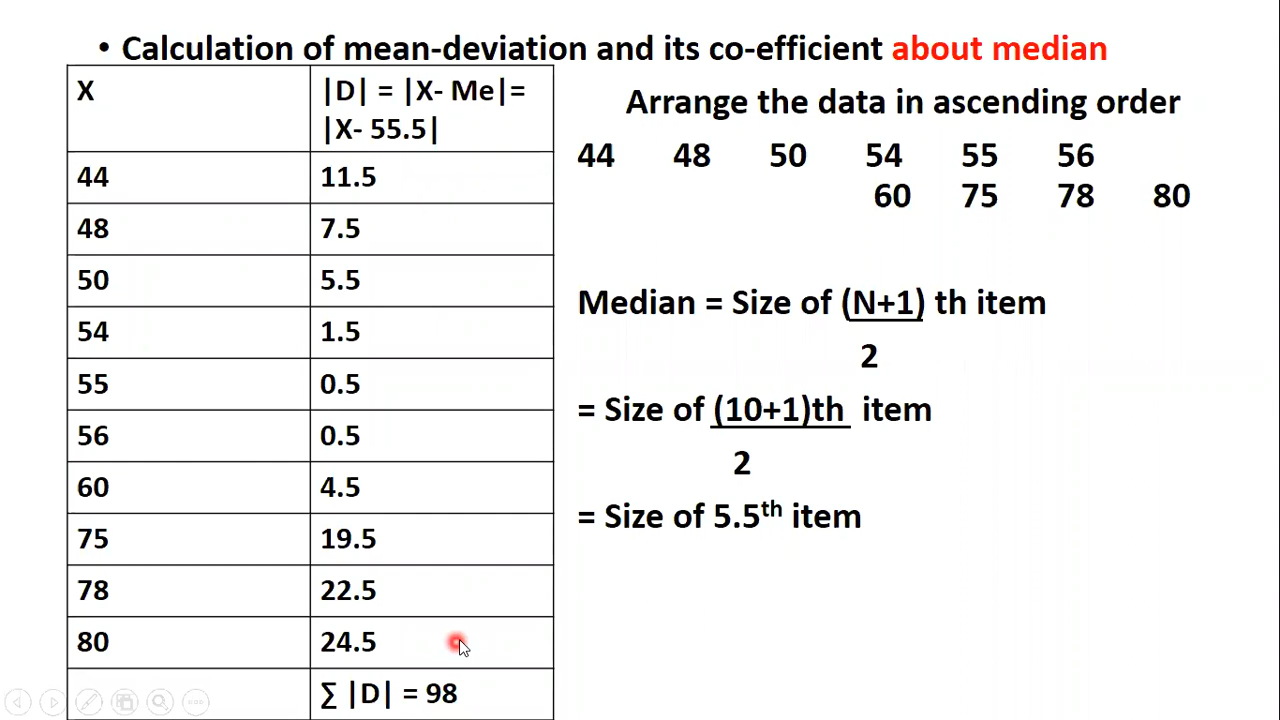 • Calculation of mean-deviation and its co-efficient about median
X
|D| = |X- Me|=
|X- 55.5|
44 11.5
48 7.5
50 5.5
54 1.5
55 0.5
56 0.5
60 4.5
75 19.5
78 22.5
80 24.5
∑ |D| = 98
Arrange the data in ascending order
44 48 50 54 55 56
60 75 78 80
Median = Size of (N+1) th item
2
= Size of (10+1)th item
2
= Size of 5.5th item